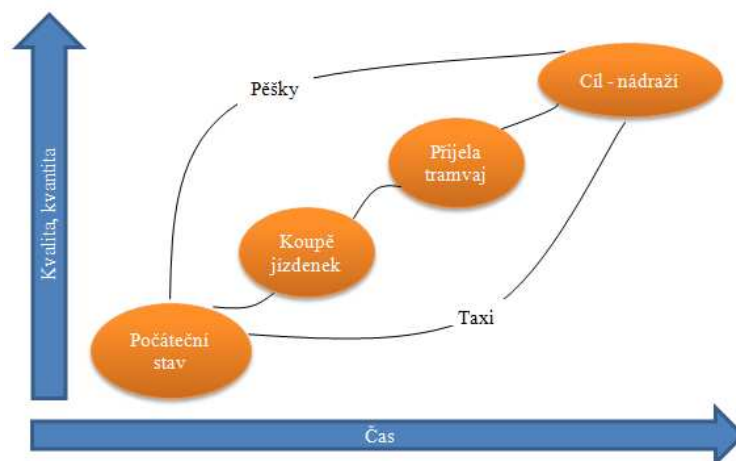 Kvalita, kvantita
Pěšky
Cíl - nádraží
Přijela
tramvaj
Koupě
jízdenek
Taxi
Počáteční
stav
Čas